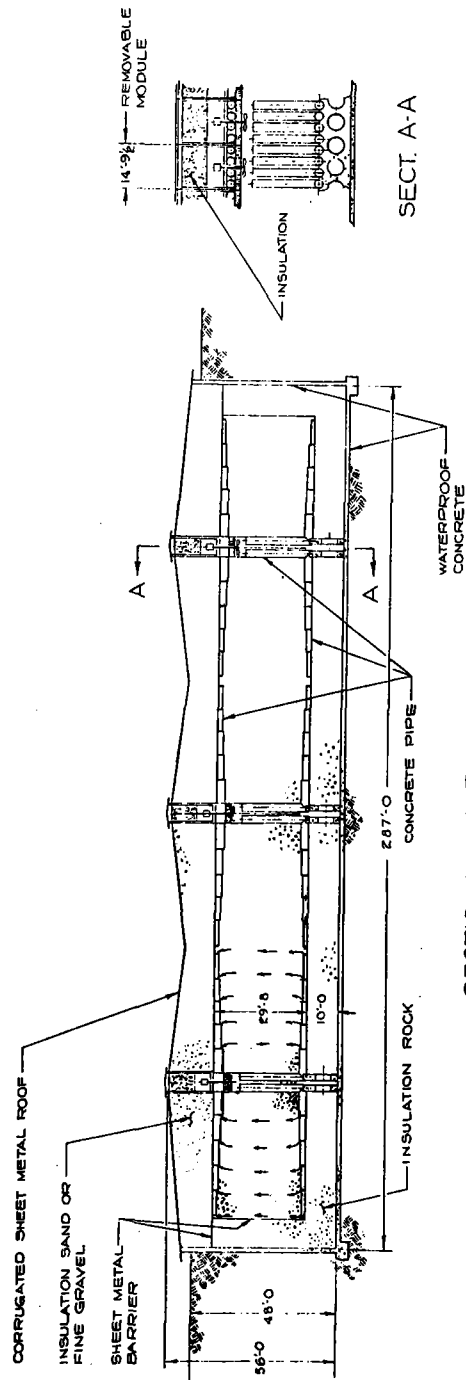 CORRUGATED SHEET METAL ROOF
INSULATION SAND OR
FINE GRAVEL
SHEET METAL
BARRIER
56'-0
48'-0
29'-8
10'-0
INSULATION ROCK
287'-0
CONCRETE PIPE
WATERPROOF
CONCRETE
A
A
14'-9½
REMOVABLE
MODULE
INSULATION
SECT. A-A